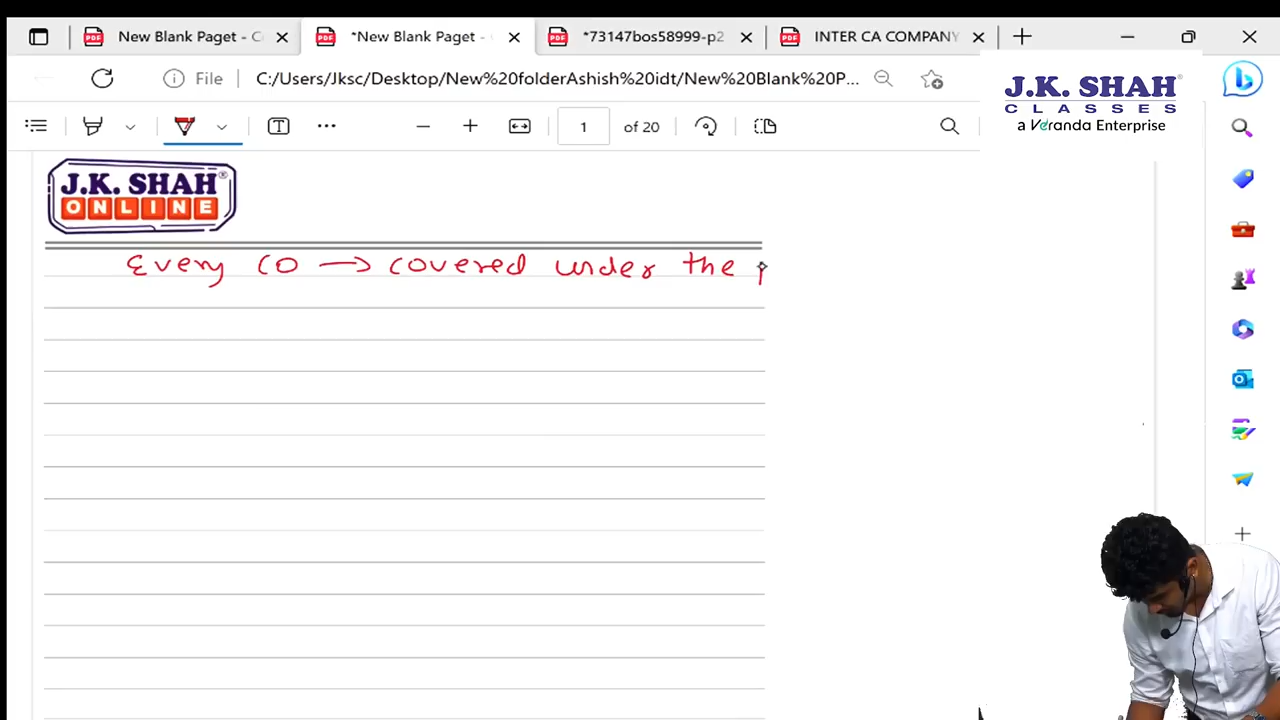 New Blank Paget - C
*New Blank Paget -
*73147bos58999-p2
INTER CA COMPANY
File
C:/Users/Jksc/Desktop/New%20folderAshish%20idt/New%20Blank%20P...
1 of 20
J.K. SHAH
CLASSES
a Veranda Enterprise
J.K. SHAH
ONLINE
Every CO → covered under the p